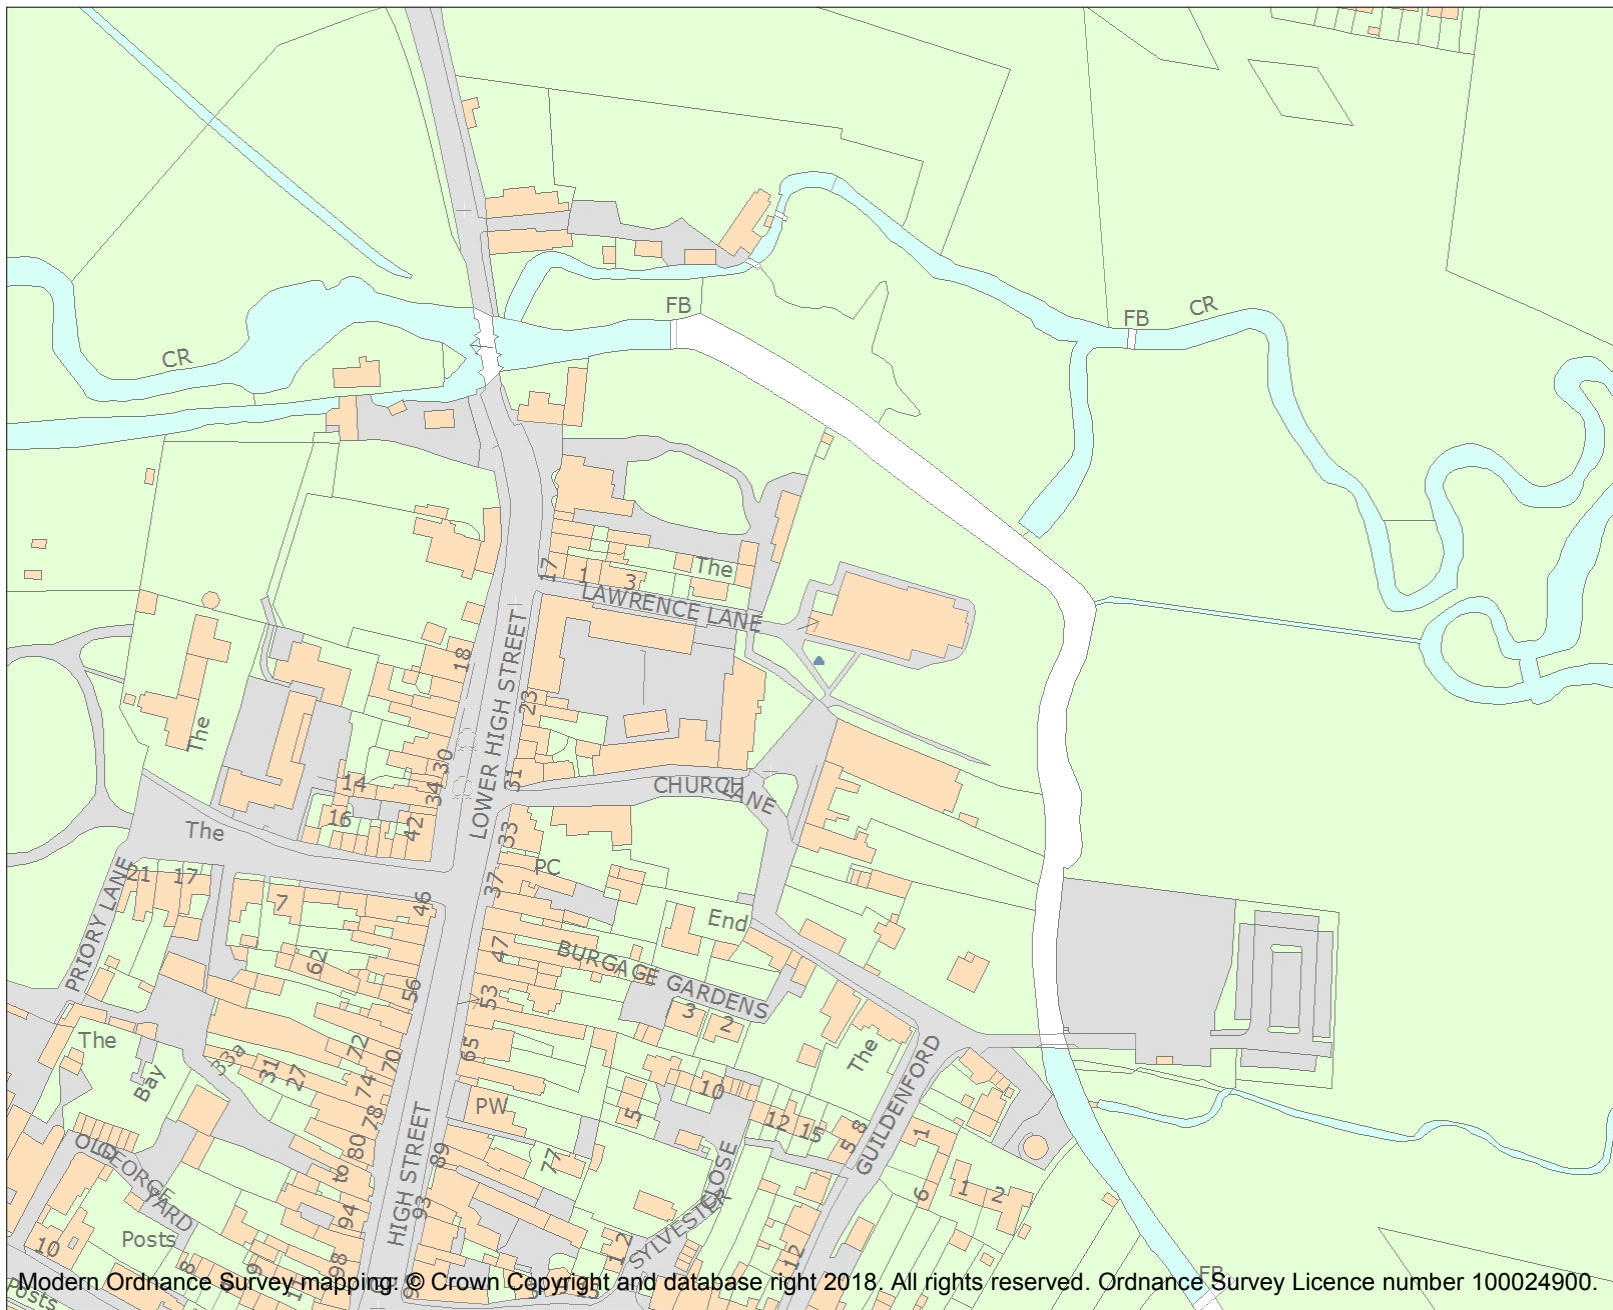 FB
CR
FB
CR
17
1
3
The
LAWRENCE LANE
18
LOWER HIGH STREET
23
The
30
31
14
34
CHURCH LANE
16
42
The
33
PC
21
17
37
7
46
PRIORY LANE
End
47
62
BURGAGE GARDENS
56
53
3
2
The
72
65
The
33a
70
31
27
Bay
74
10
GUILDENFORD
78
PW
5
12
15
5
8
1
OLD GEORGE YARD
80
89
77
CLOSE
6
1
2
94
93
HIGH STREET
Posts
10
SYLVESTER
12
12
98
8
FB
Posts
Modern Ordnance Survey mapping: © Crown Copyright and database right 2018. All rights reserved. Ordnance Survey Licence number 100024900.